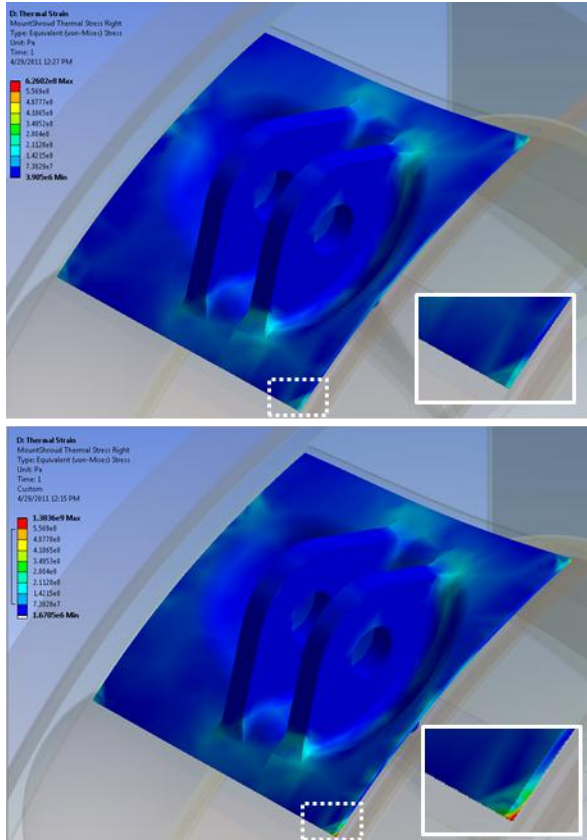 D: Thermal Strain
MountShroud Thermal Stress Right
Type: Equivalent (von-Mises) Stress
Unit: Pa
Time: 1
4/29/2011 12:27 PM
6.2602e8 Max
5.569e8
4.8777e8
4.1865e8
3.4952e8
2.804e8
2.1128e8
1.4215e8
7.3028e7
3.905e6 Min
D: Thermal Strain
MountShroud Thermal Stress Right
Type: Equivalent (von-Mises) Stress
Unit: Pa
Time: 1
Custom
4/29/2011 12:15 PM
1.3836e9 Max
5.569e8
4.8778e8
4.1865e8
3.4953e8
2.804e8
2.1128e8
1.4215e8
7.3028e7
1.6705e6 Min